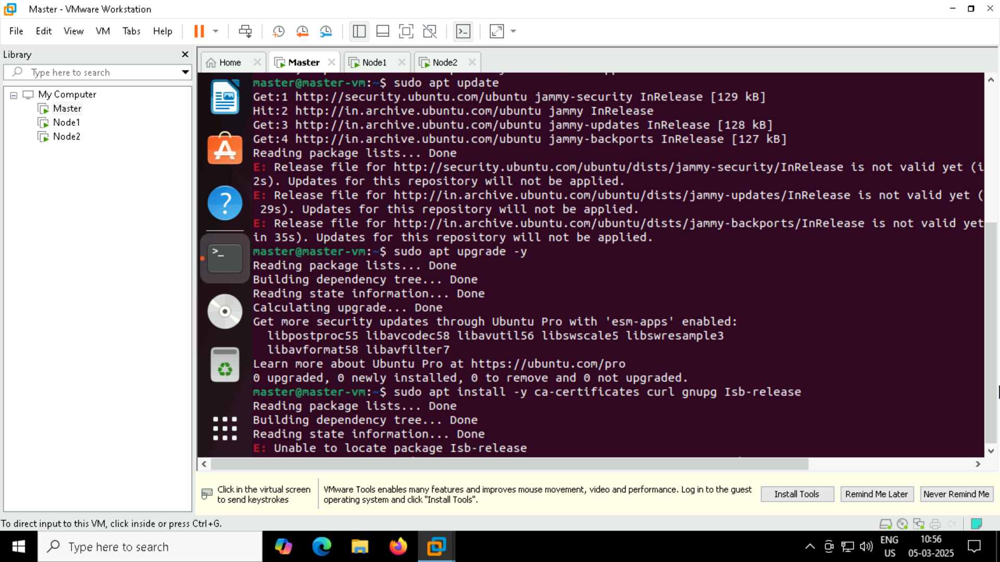 Master - VMware Workstation
File Edit View VM Tabs Help
Library
Type here to search
My Computer
Master
Node1
Node2
Home
Master
Node1
Node2
master@master-vm:~$ sudo apt update
Get:1 http://security.ubuntu.com/ubuntu jammy-security InRelease [129 kB]
Hit:2 http://in.archive.ubuntu.com/ubuntu jammy InRelease
Get:3 http://in.archive.ubuntu.com/ubuntu jammy-updates InRelease [128 kB]
Get:4 http://in.archive.ubuntu.com/ubuntu jammy-backports InRelease [127 kB]
Reading package lists... Done
E: Release file for http://security.ubuntu.com/ubuntu/dists/jammy-security/InRelease is not valid yet (i
2s). Updates for this repository will not be applied.
E: Release file for http://in.archive.ubuntu.com/ubuntu/dists/jammy-updates/InRelease is not valid yet (
29s). Updates for this repository will not be applied.
E: Release file for http://in.archive.ubuntu.com/ubuntu/dists/jammy-backports/InRelease is not valid yet
in 35s). Updates for this repository will not be applied.
master@master-vm:~$ sudo apt upgrade -y
Reading package lists... Done
Building dependency tree... Done
Reading state information... Done
Calculating upgrade... Done
Get more security updates through Ubuntu Pro with 'esm-apps' enabled:
libpostproc55 libavcodec58 libavutil56 libswscale5 libswresample3
libavformat58 libavfilter7
Learn more about Ubuntu Pro at https://ubuntu.com/pro
0 upgraded, 0 newly installed, 0 to remove and 0 not upgraded.
master@master-vm:~$ sudo apt install -y ca-certificates curl gnupg Isb-release
Reading package lists... Done
Building dependency tree... Done
Reading state information... Done
E: Unable to locate package Isb-release
Click in the virtual screen
to send keystrokes
VMware Tools enables many features and improves mouse movement, video and performance. Log in to the guest
operating system and click "Install Tools".
Install Tools
Remind Me Later
Never Remind Me
To direct input to this VM, click inside or press Ctrl+G.
Type here to search
ENG
US
10:56
05-03-2025